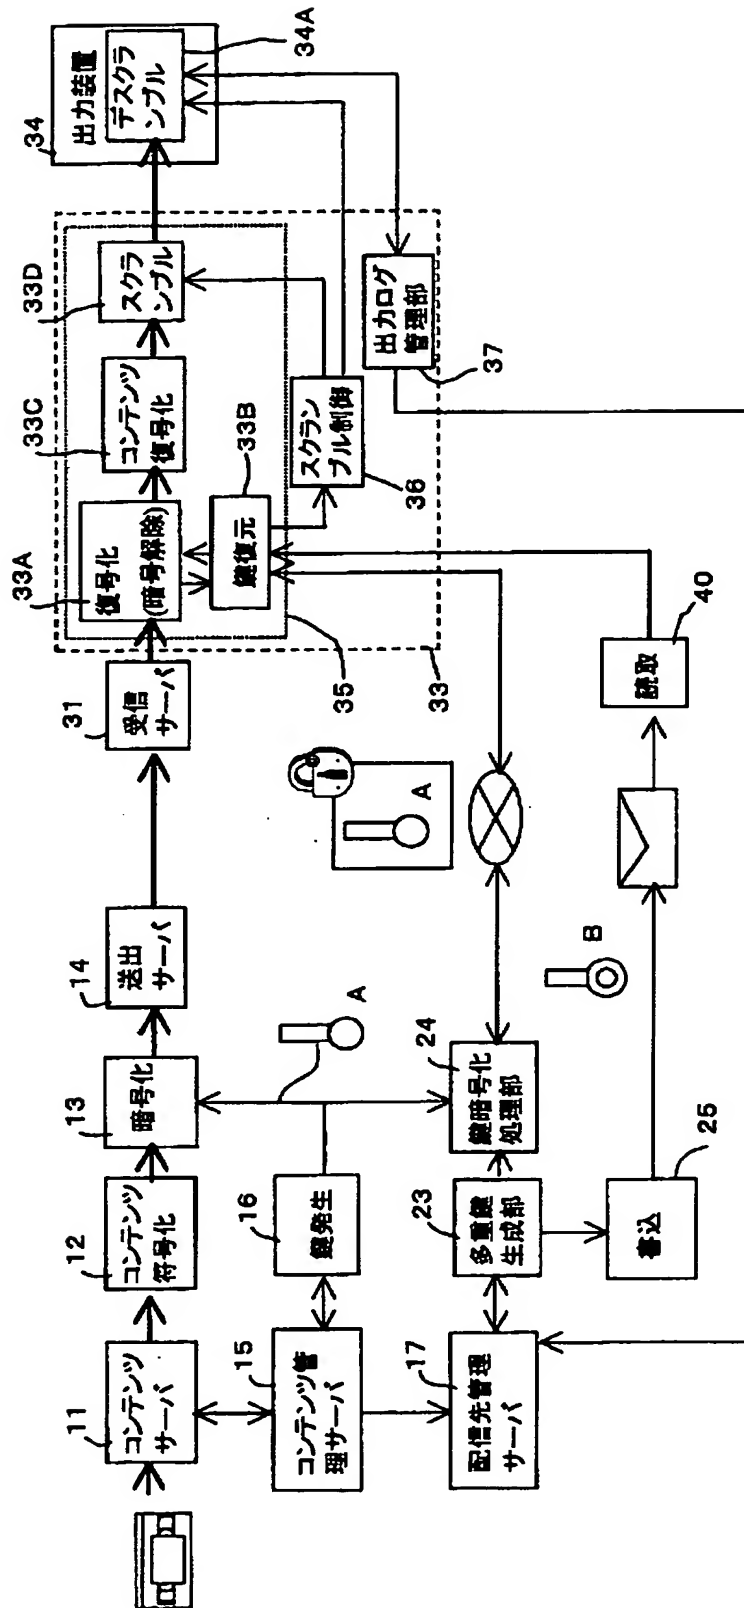 11
コンテンツ
サーバ
12
コンテンツ
符号化
13
暗号化
14
送出
サーバ
31
受信
サーバ
33A
復号化
(暗号解除)
33C
コンテンツ
復号化
33D
スクラ
ンブル
34
出力装置
デスクラ
ンブル
34A
33B
鍵復元
35
33
スクラン
ブル制御
36
出力ログ
管理部
37
15
コンテンツ管
理サーバ
16
鍵発生
A
A
17
配信先管理
サーバ
23
多重鍵
生成部
24
鍵暗号化
処理部
B
25
書込
40
読取